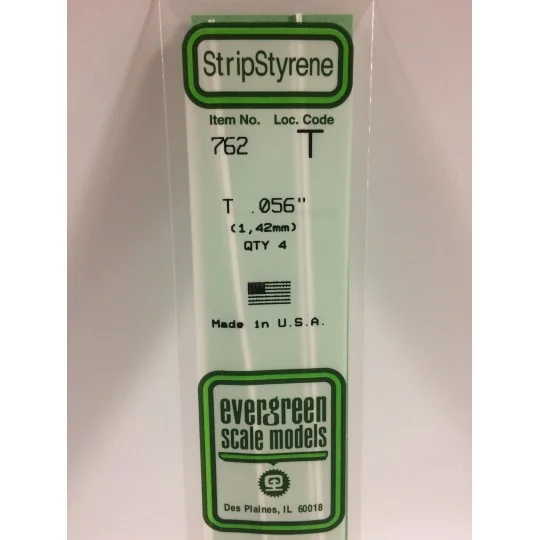 StripStyrene
Item No. Loc. Code
762 T
T .056"
(1,42mm)
QTY 4
Made in U.S.A.
evergreen
scale models
Des Plaines, IL 60018